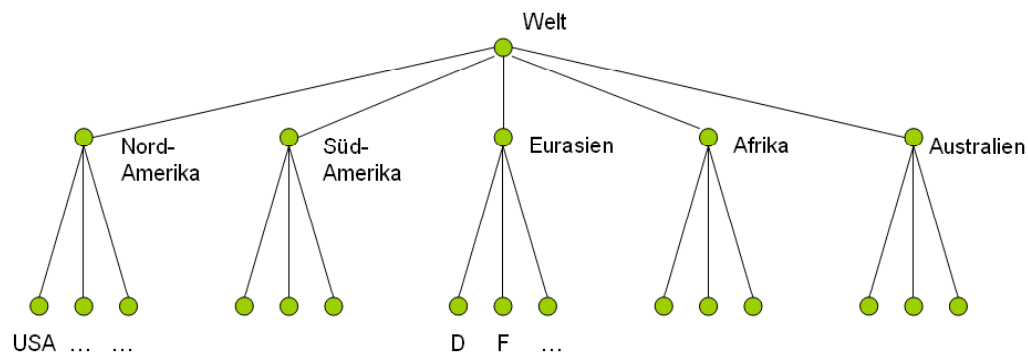 Welt
Nord-
Amerika
Süd-
Amerika
Eurasien
Afrika
Australien
USA ... ...
D F ...